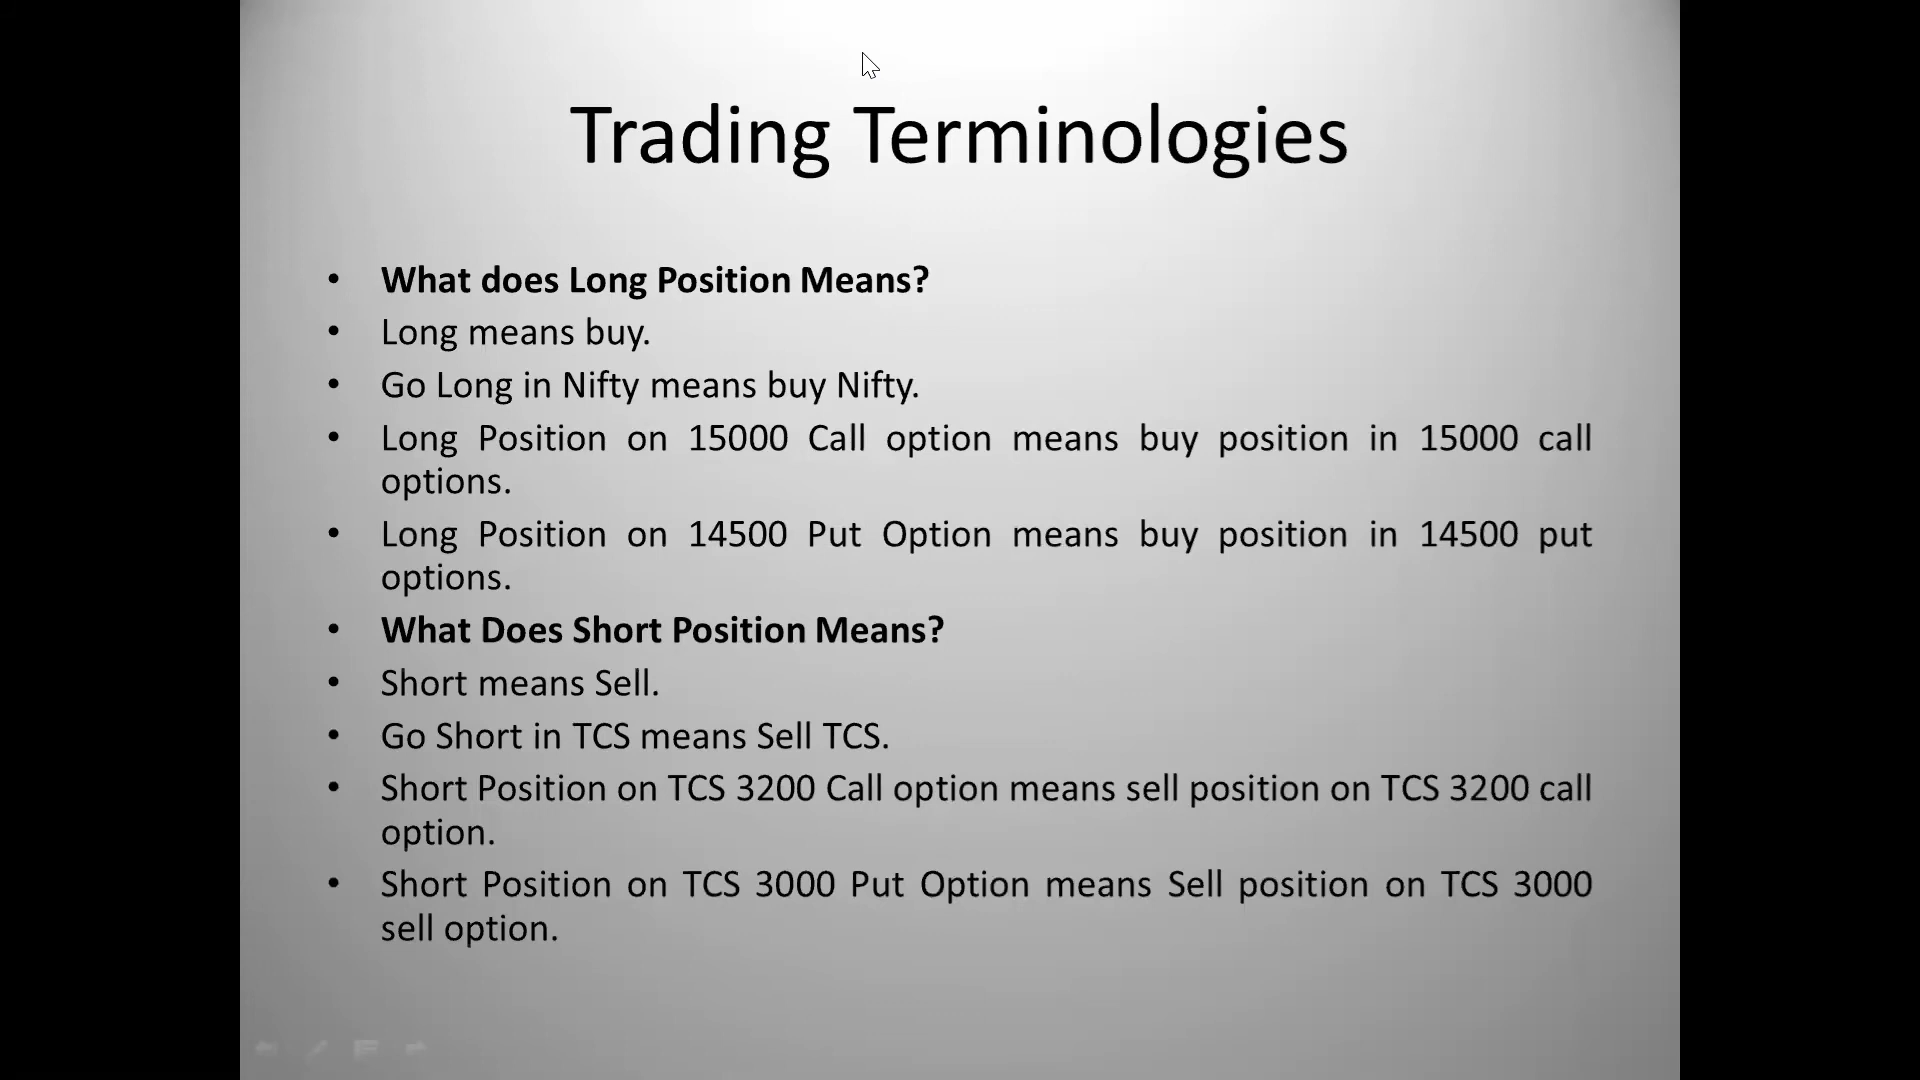 Trading Terminologies
• What does Long Position Means?
• Long means buy.
• Go Long in Nifty means buy Nifty.
• Long Position on 15000 Call option means buy position in 15000 call
options.
• Long Position on 14500 Put Option means buy position in 14500 put
options.
• What Does Short Position Means?
• Short means Sell.
• Go Short in TCS means Sell TCS.
• Short Position on TCS 3200 Call option means sell position on TCS 3200 call
option.
• Short Position on TCS 3000 Put Option means Sell position on TCS 3000
sell option.